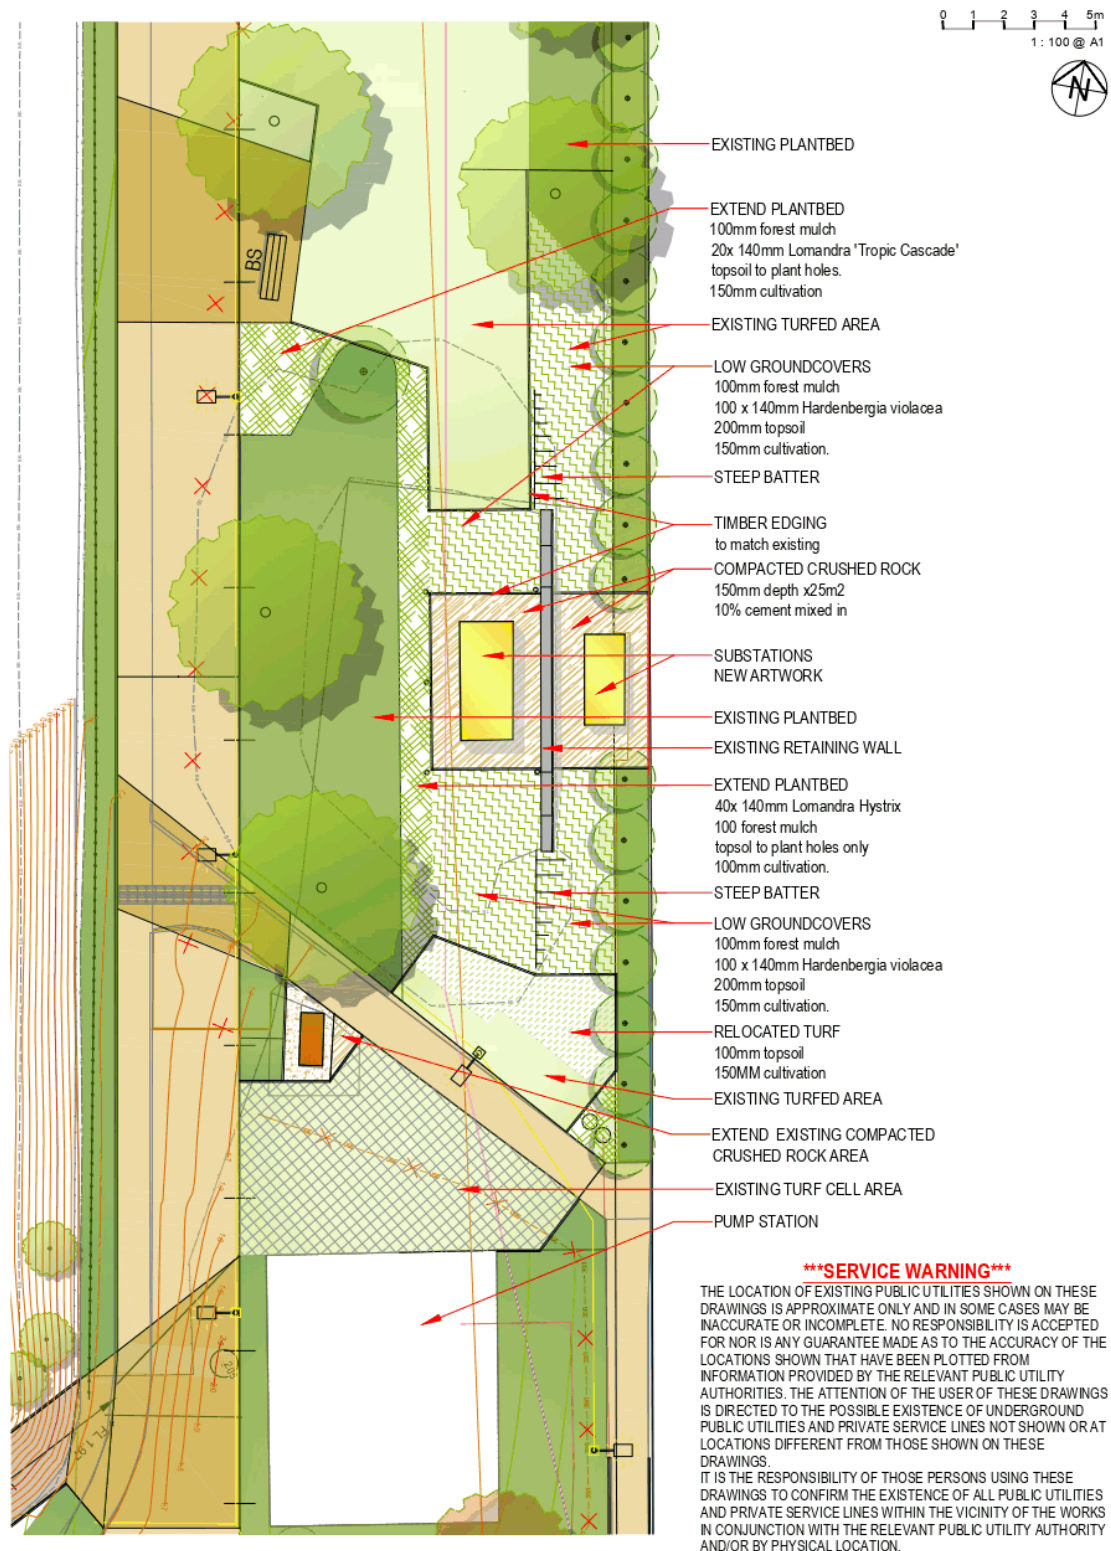 0 1 2 3 4 5m
1 : 100 @ A1
N
EXISTING PLANTBED
EXTEND PLANTBED
100mm forest mulch
20x 140mm Lomandra 'Tropic Cascade'
topsoil to plant holes.
150mm cultivation
BS
EXISTING TURFED AREA
LOW GROUNDCOVERS
100mm forest mulch
100 x 140mm Hardenbergia violacea
200mm topsoil
150mm cultivation.
STEEP BATTER
TIMBER EDGING
to match existing
COMPACTED CRUSHED ROCK
150mm depth x25m2
10% cement mixed in
SUBSTATIONS
NEW ARTWORK
EXISTING PLANTBED
EXISTING RETAINING WALL
EXTEND PLANTBED
40x 140mm Lomandra Hystrix
100 forest mulch
topsol to plant holes only
100mm cultivation.
STEEP BATTER
LOW GROUNDCOVERS
100mm forest mulch
100 x 140mm Hardenbergia violacea
200mm topsoil
150mm cultivation.
RELOCATED TURF
100mm topsoil
150MM cultivation
EXISTING TURFED AREA
EXTEND EXISTING COMPACTED
CRUSHED ROCK AREA
EXISTING TURF CELL AREA
PUMP STATION
FL 1.97
***SERVICE WARNING***
THE LOCATION OF EXISTING PUBLIC UTILITIES SHOWN ON THESE
DRAWINGS IS APPROXIMATE ONLY AND IN SOME CASES MAY BE
INACCURATE OR INCOMPLETE. NO RESPONSIBILITY IS ACCEPTED
FOR NOR IS ANY GUARANTEE MADE AS TO THE ACCURACY OF THE
LOCATIONS SHOWN THAT HAVE BEEN PLOTTED FROM
INFORMATION PROVIDED BY THE RELEVANT PUBLIC UTILITY
AUTHORITIES. THE ATTENTION OF THE USER OF THESE DRAWINGS
IS DIRECTED TO THE POSSIBLE EXISTENCE OF UNDERGROUND
PUBLIC UTILITIES AND PRIVATE SERVICE LINES NOT SHOWN OR AT
LOCATIONS DIFFERENT FROM THOSE SHOWN ON THESE
DRAWINGS.
IT IS THE RESPONSIBILITY OF THOSE PERSONS USING THESE
DRAWINGS TO CONFIRM THE EXISTENCE OF ALL PUBLIC UTILITIES
AND PRIVATE SERVICE LINES WITHIN THE VICINITY OF THE WORKS
IN CONJUNCTION WITH THE RELEVANT PUBLIC UTILITY AUTHORITY
AND/OR BY PHYSICAL LOCATION.